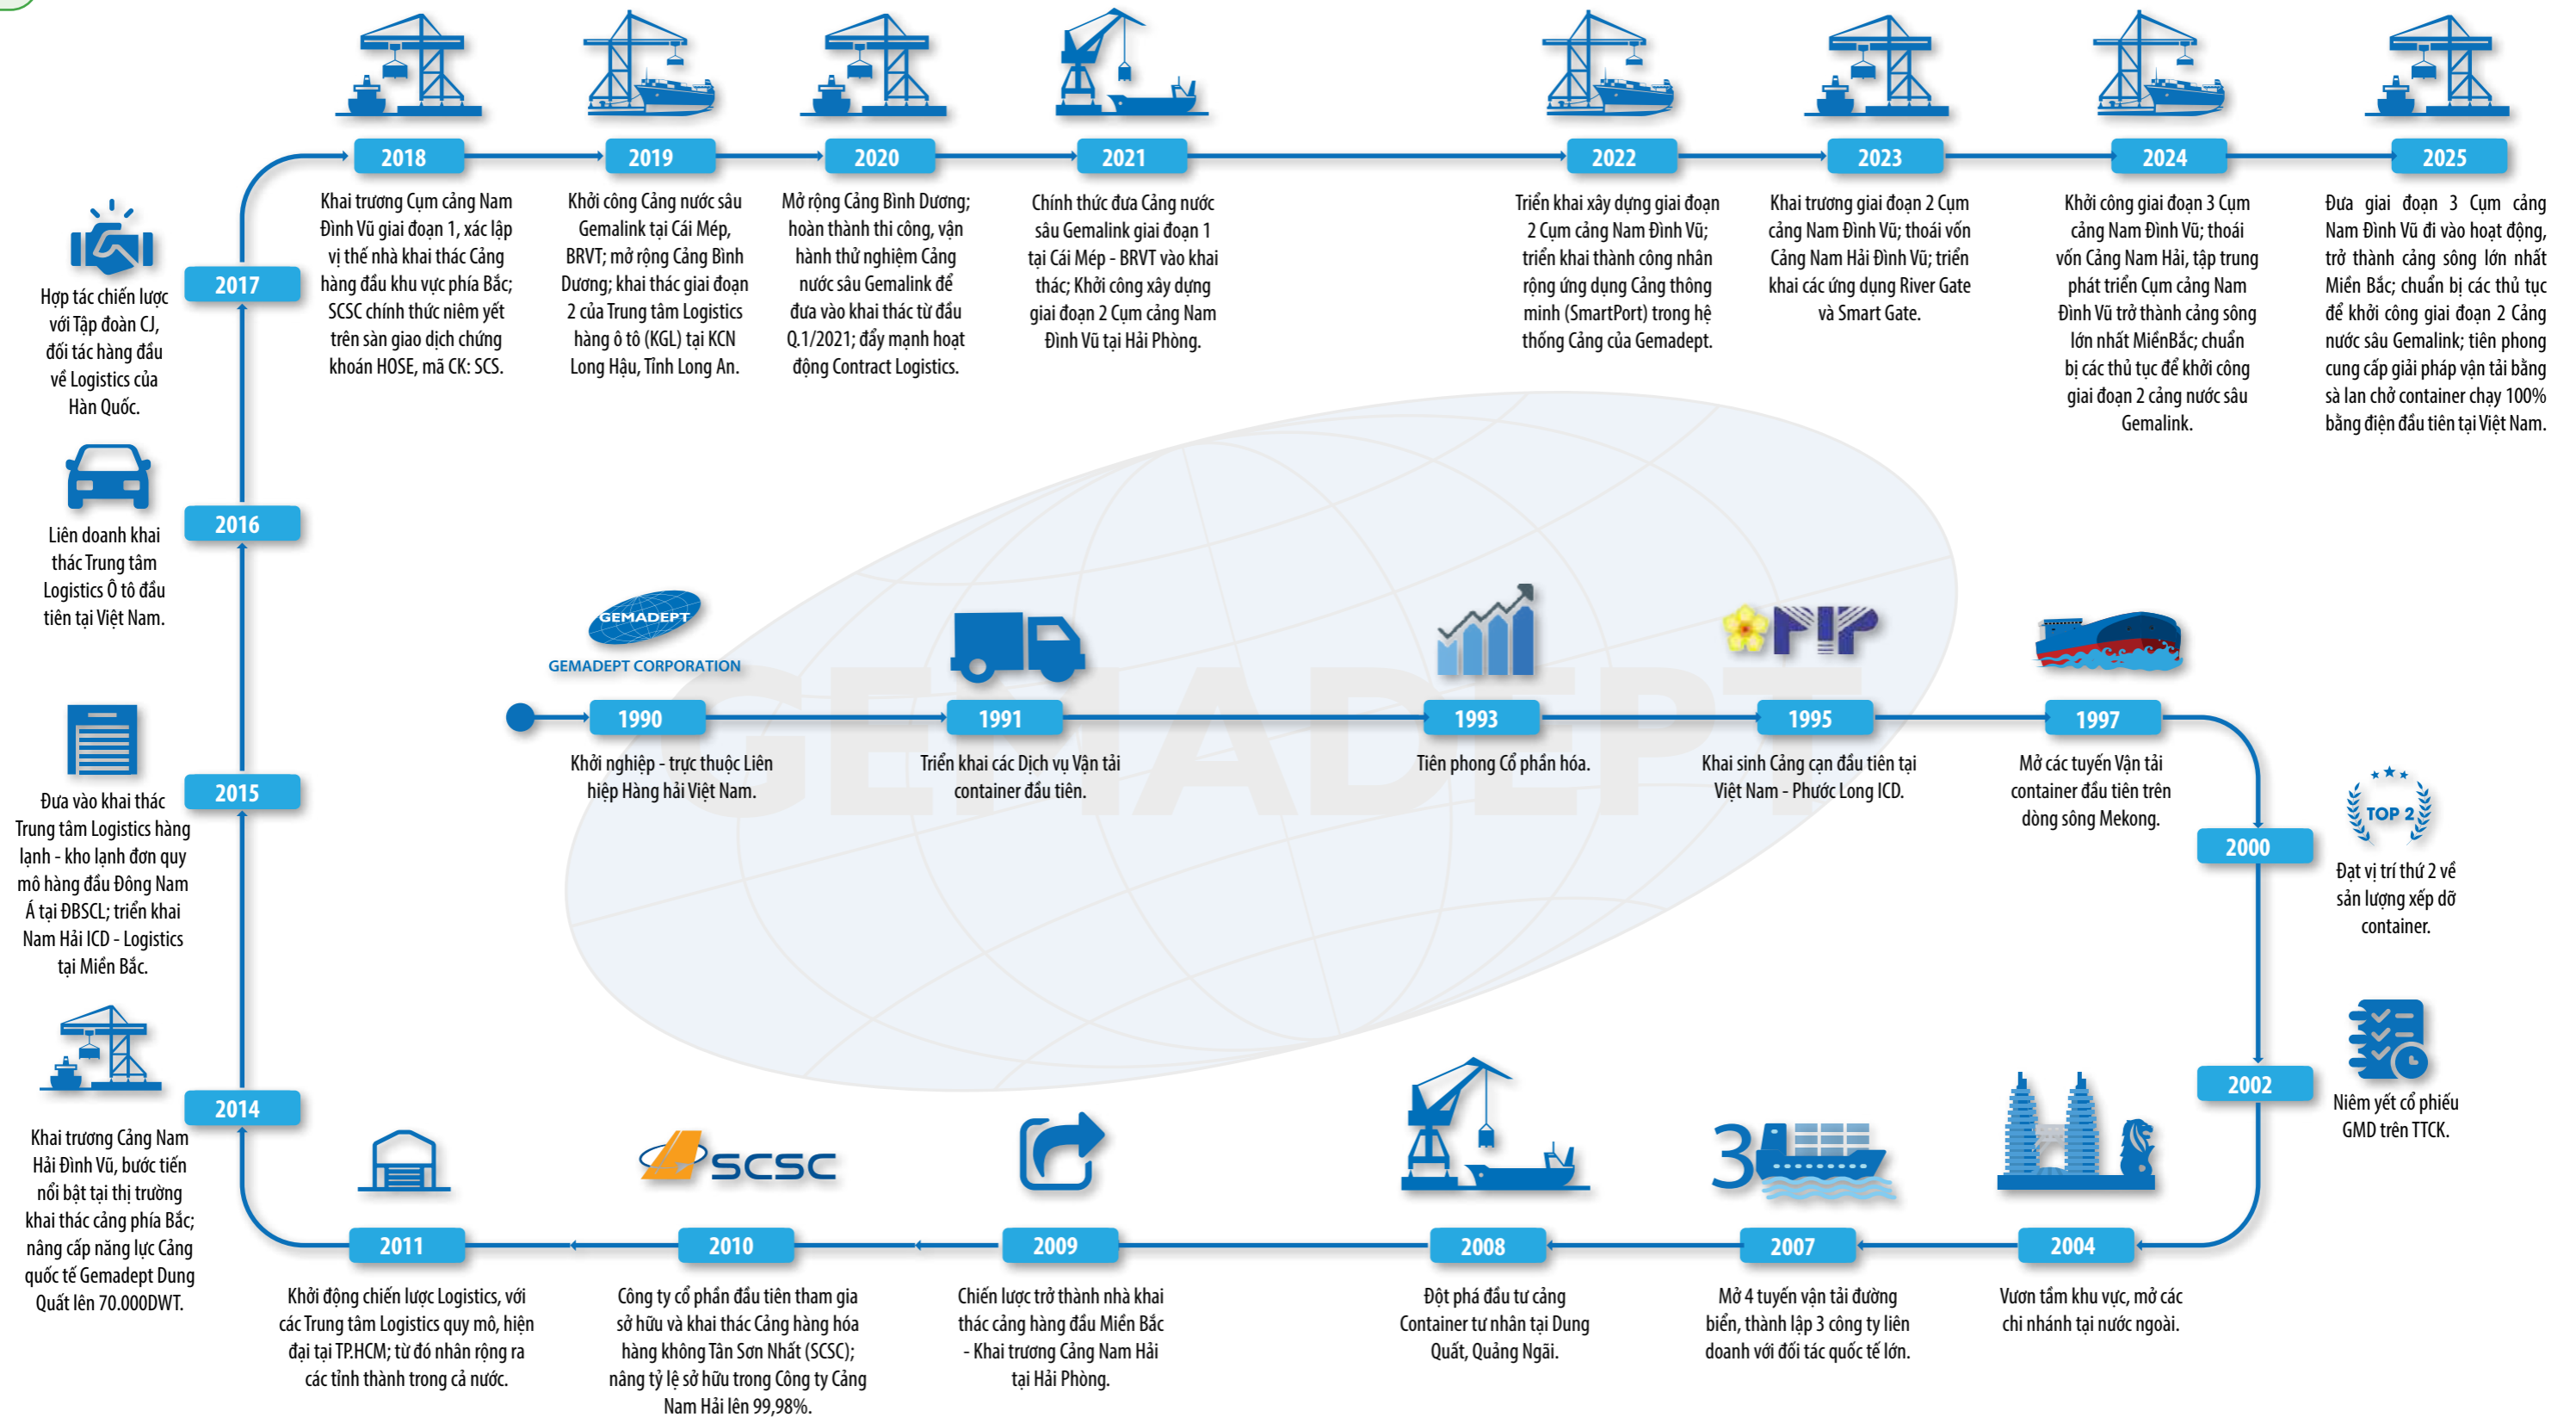 GEMADEPT
GEMADEPT CORPORATION
1990
Khởi nghiệp - trực thuộc Liên
hiệp Hàng hải Việt Nam.
1991
Triển khai các Dịch vụ Vận tải
container đầu tiên.
1993
Tiên phong Cổ phần hóa.
PIP
1995
Khai sinh Cảng cạn đầu tiên tại
Việt Nam - Phước Long ICD.
1997
Mở các tuyến Vận tải
container đầu tiên trên
dòng sông Mekong.
TOP 2
2000
Đạt vị trí thứ 2 về
sản lượng xếp dỡ
container.
2002
Niêm yết cổ phiếu
GMD trên TTCK.
2004
Vươn tầm khu vực, mở các
chi nhánh tại nước ngoài.
3
2007
Mở 4 tuyến vận tải đường
biển, thành lập 3 công ty liên
doanh với đối tác quốc tế lớn.
2008
Đột phá đầu tư cảng
Container tư nhân tại Dung
Quất, Quảng Ngãi.
2009
Chiến lược trở thành nhà khai
thác cảng hàng đầu Miền Bắc
- Khai trương Cảng Nam Hải
tại Hải Phòng.
SCSC
2010
Công ty cổ phần đầu tiên tham gia
sở hữu và khai thác Cảng hàng hóa
hàng không Tân Sơn Nhất (SCSC);
nâng tỷ lệ sở hữu trong Công ty Cảng
Nam Hải lên 99,98%.
2011
Khởi động chiến lược Logistics, với
các Trung tâm Logistics quy mô, hiện
đại tại TP.HCM; từ đó nhân rộng ra
các tỉnh thành trong cả nước.
2014
Khai trương Cảng Nam
Hải Đình Vũ, bước tiến
nổi bật tại thị trường
khai thác cảng phía Bắc;
nâng cấp năng lực Cảng
quốc tế Gemadept Dung
Quất lên 70.000DWT.
2015
Đưa vào khai thác
Trung tâm Logistics hàng
lạnh - kho lạnh đơn quy
mô hàng đầu Đông Nam
Á tại ĐBSCL; triển khai
Nam Hải ICD - Logistics
tại Miền Bắc.
2016
Liên doanh khai
thác Trung tâm
Logistics Ô tô đầu
tiên tại Việt Nam.
2017
Hợp tác chiến lược
với Tập đoàn CJ,
đối tác hàng đầu
về Logistics của
Hàn Quốc.
2018
Khai trương Cụm cảng Nam
Đình Vũ giai đoạn 1, xác lập
vị thế nhà khai thác Cảng
hàng đầu khu vực phía Bắc;
SCSC chính thức niêm yết
trên sàn giao dịch chứng
khoán HOSE, mã CK: SCS.
2019
Khởi công Cảng nước sâu
Gemalink tại Cái Mép,
BRVT; mở rộng Cảng Bình
Dương; khai thác giai đoạn
2 của Trung tâm Logistics
hàng ô tô (KGL) tại KCN
Long Hậu, Tỉnh Long An.
2020
Mở rộng Cảng Bình Dương;
hoàn thành thi công, vận
hành thử nghiệm Cảng
nước sâu Gemalink để
đưa vào khai thác từ đầu
Q.1/2021; đẩy mạnh hoạt
động Contract Logistics.
2021
Chính thức đưa Cảng nước
sâu Gemalink giai đoạn 1
tại Cái Mép - BRVT vào khai
thác; Khởi công xây dựng
giai đoạn 2 Cụm cảng Nam
Đình Vũ tại Hải Phòng.
2022
Triển khai xây dựng giai đoạn
2 Cụm cảng Nam Đình Vũ;
triển khai thành công nhân
rộng ứng dụng Cảng thông
minh (SmartPort) trong hệ
thống Cảng của Gemadept.
2023
Khai trương giai đoạn 2 Cụm
cảng Nam Đình Vũ; thoái vốn
Cảng Nam Hải Đình Vũ; triển
khai các ứng dụng River Gate
và Smart Gate.
2024
Khởi công giai đoạn 3 Cụm
cảng Nam Đình Vũ; thoái
vốn Cảng Nam Hải, tập trung
phát triển Cụm cảng Nam
Đình Vũ trở thành cảng sông
lớn nhất MiềnBắc; chuẩn
bị các thủ tục để khởi công
giai đoạn 2 cảng nước sâu
Gemalink.
2025
Đưa giai đoạn 3 Cụm cảng
Nam Đình Vũ đi vào hoạt động,
trở thành cảng sông lớn nhất
Miền Bắc; chuẩn bị các thủ tục
để khởi công giai đoạn 2 Cảng
nước sâu Gemalink; tiên phong
cung cấp giải pháp vận tải bằng
sà lan chở container chạy 100%
bằng điện đầu tiên tại Việt Nam.
GEMADEPT